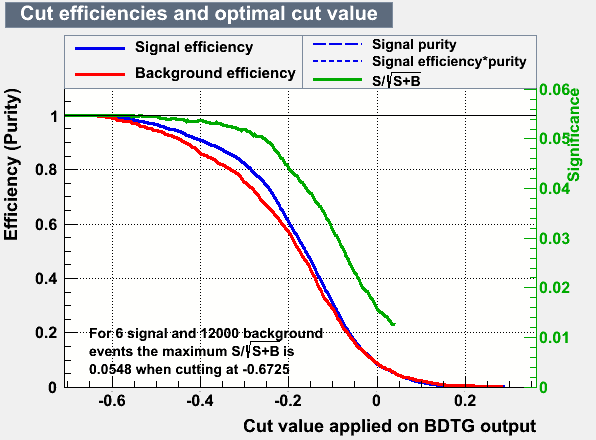 Cut efficiencies and optimal cut value
Signal efficiency
Background efficiency
Signal purity
Signal efficiency*purity
S/√S+B
Efficiency (Purity)
Significance
1
0.8
0.6
0.4
0.2
0
0.06
0.05
0.04
0.03
0.02
0.01
0
For 6 signal and 12000 background
events the maximum S/√S+B is
0.0548 when cutting at -0.6725
-0.6 -0.4 -0.2 0 0.2
Cut value applied on BDTG output